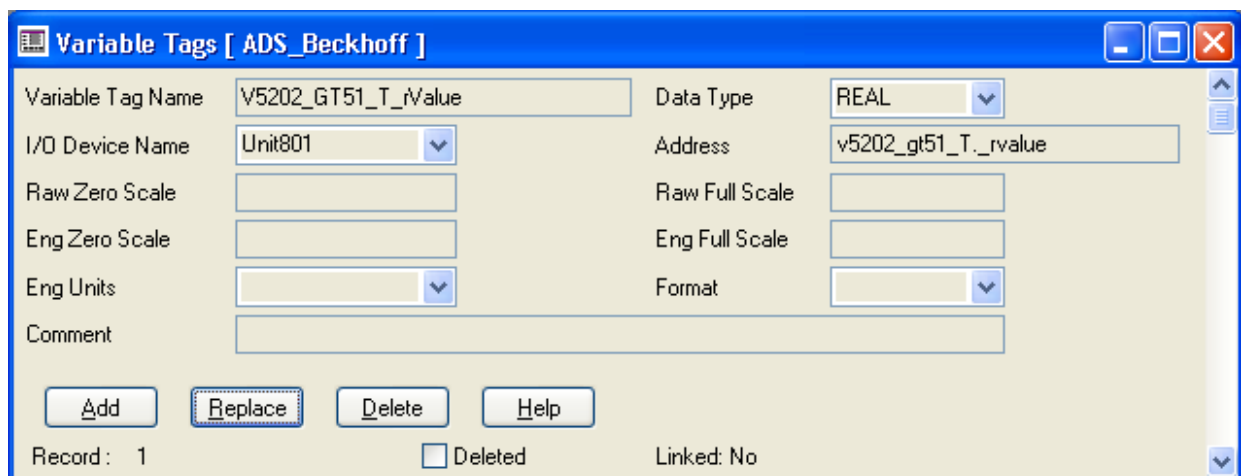 Variable Tags [ ADS_Beckhoff ]
Variable Tag Name V5202_GT51_T_rValue Data Type REAL
I/O Device Name Unit801 Address v5202_gt51_T._rvalue
Raw Zero Scale Raw Full Scale
Eng Zero Scale Eng Full Scale
Eng Units Format
Comment
Add Replace Delete Help
Record : 1 Deleted Linked: No